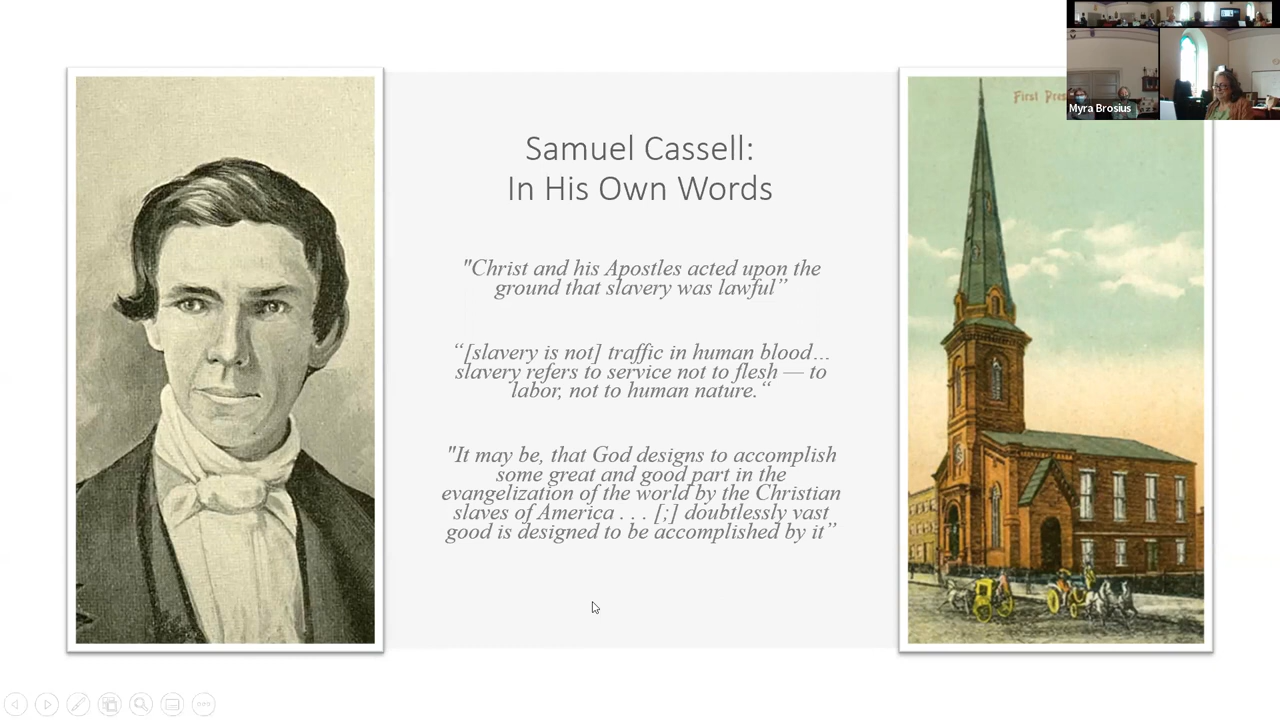 First Pres
Myra Brosius
Samuel Cassell:
In His Own Words
"Christ and his Apostles acted upon the
ground that slavery was lawful”
“[slavery is not] traffic in human blood…
slavery refers to service not to flesh — to
labor, not to human nature.“
"It may be, that God designs to accomplish
some great and good part in the
evangelization of the world by the Christian
slaves of America . . . [;] doubtlessly vast
good is designed to be accomplished by it”